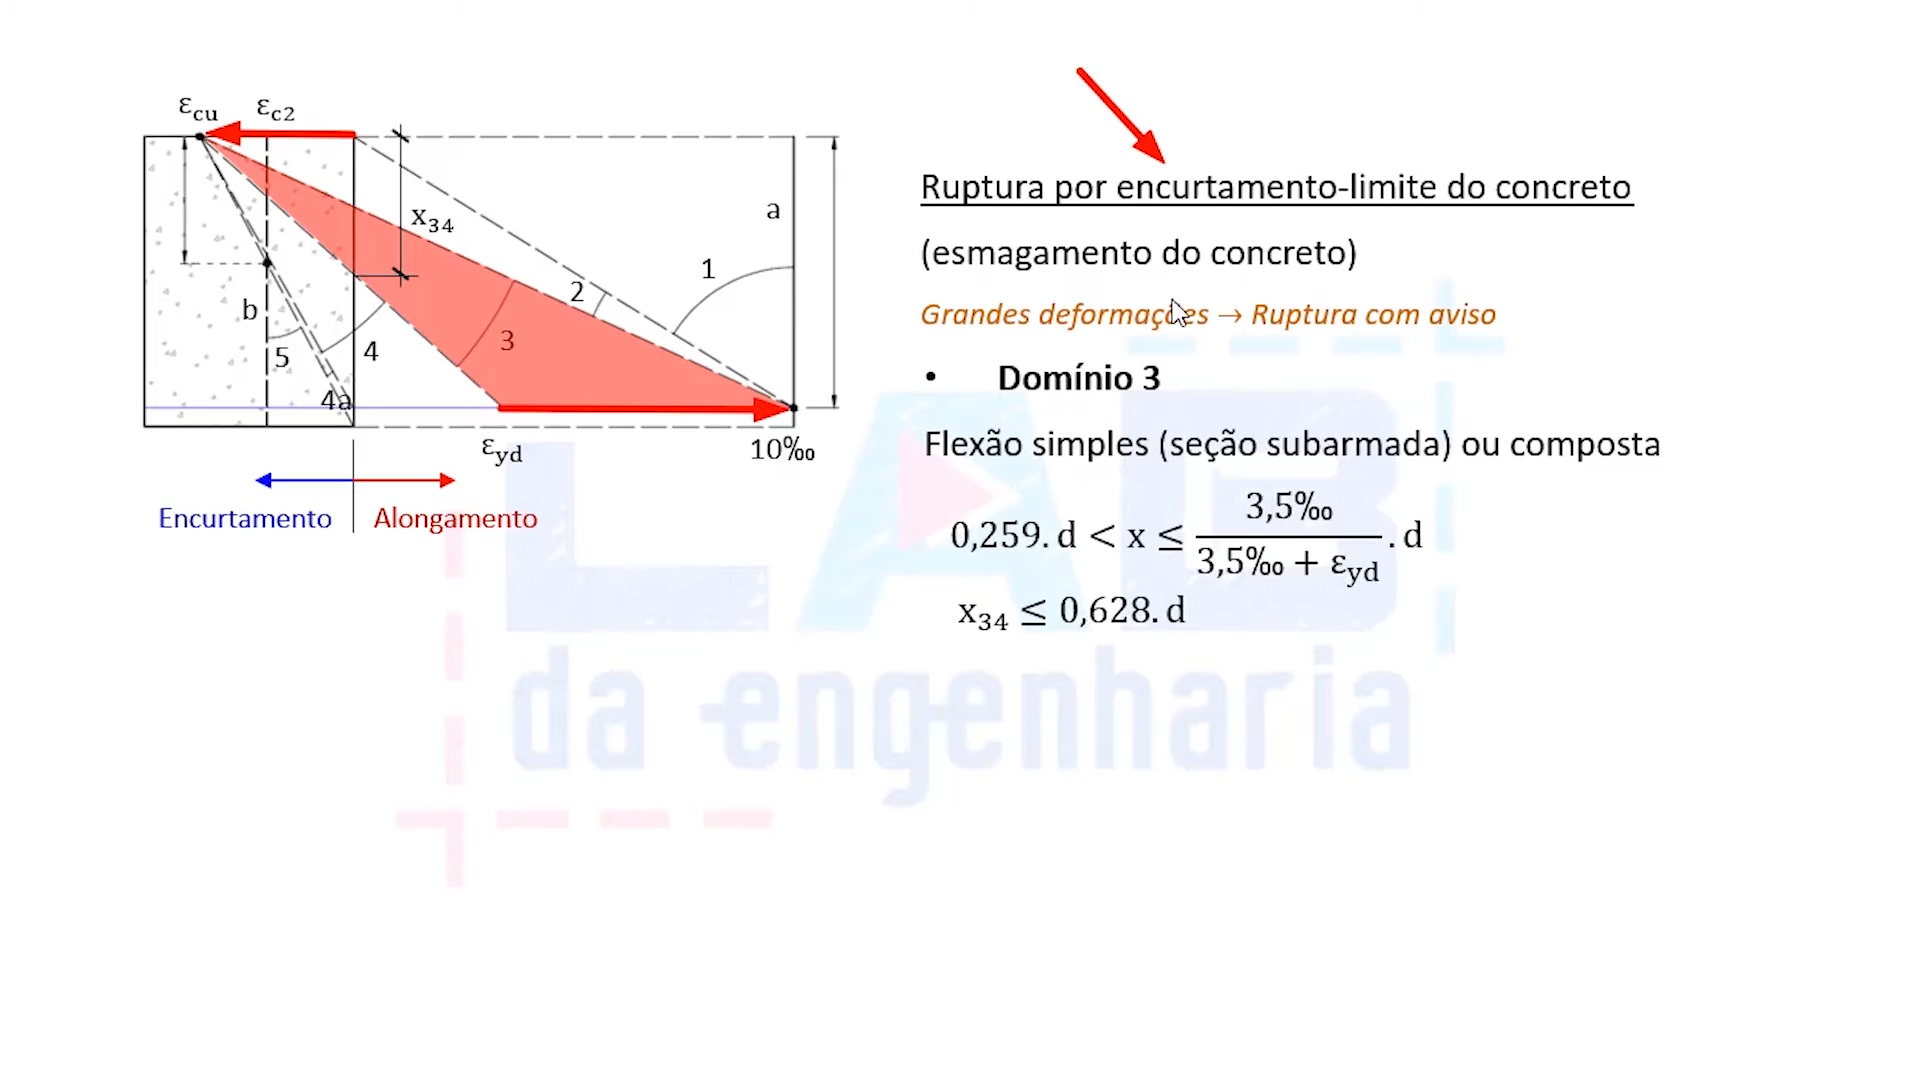 εcu εc2
x34
a
1
2
3
b
5
4
4a
εyd
10‰
Encurtamento
Alongamento
Ruptura por encurtamento-limite do concreto
(esmagamento do concreto)
Grandes deformações → Ruptura com aviso
• Domínio 3
Flexão simples (seção subarmada) ou composta
0,259. d < x ≤ 3,5‰ / 3,5‰ + εyd . d
x34 ≤ 0,628. d
LAB
da engenharia